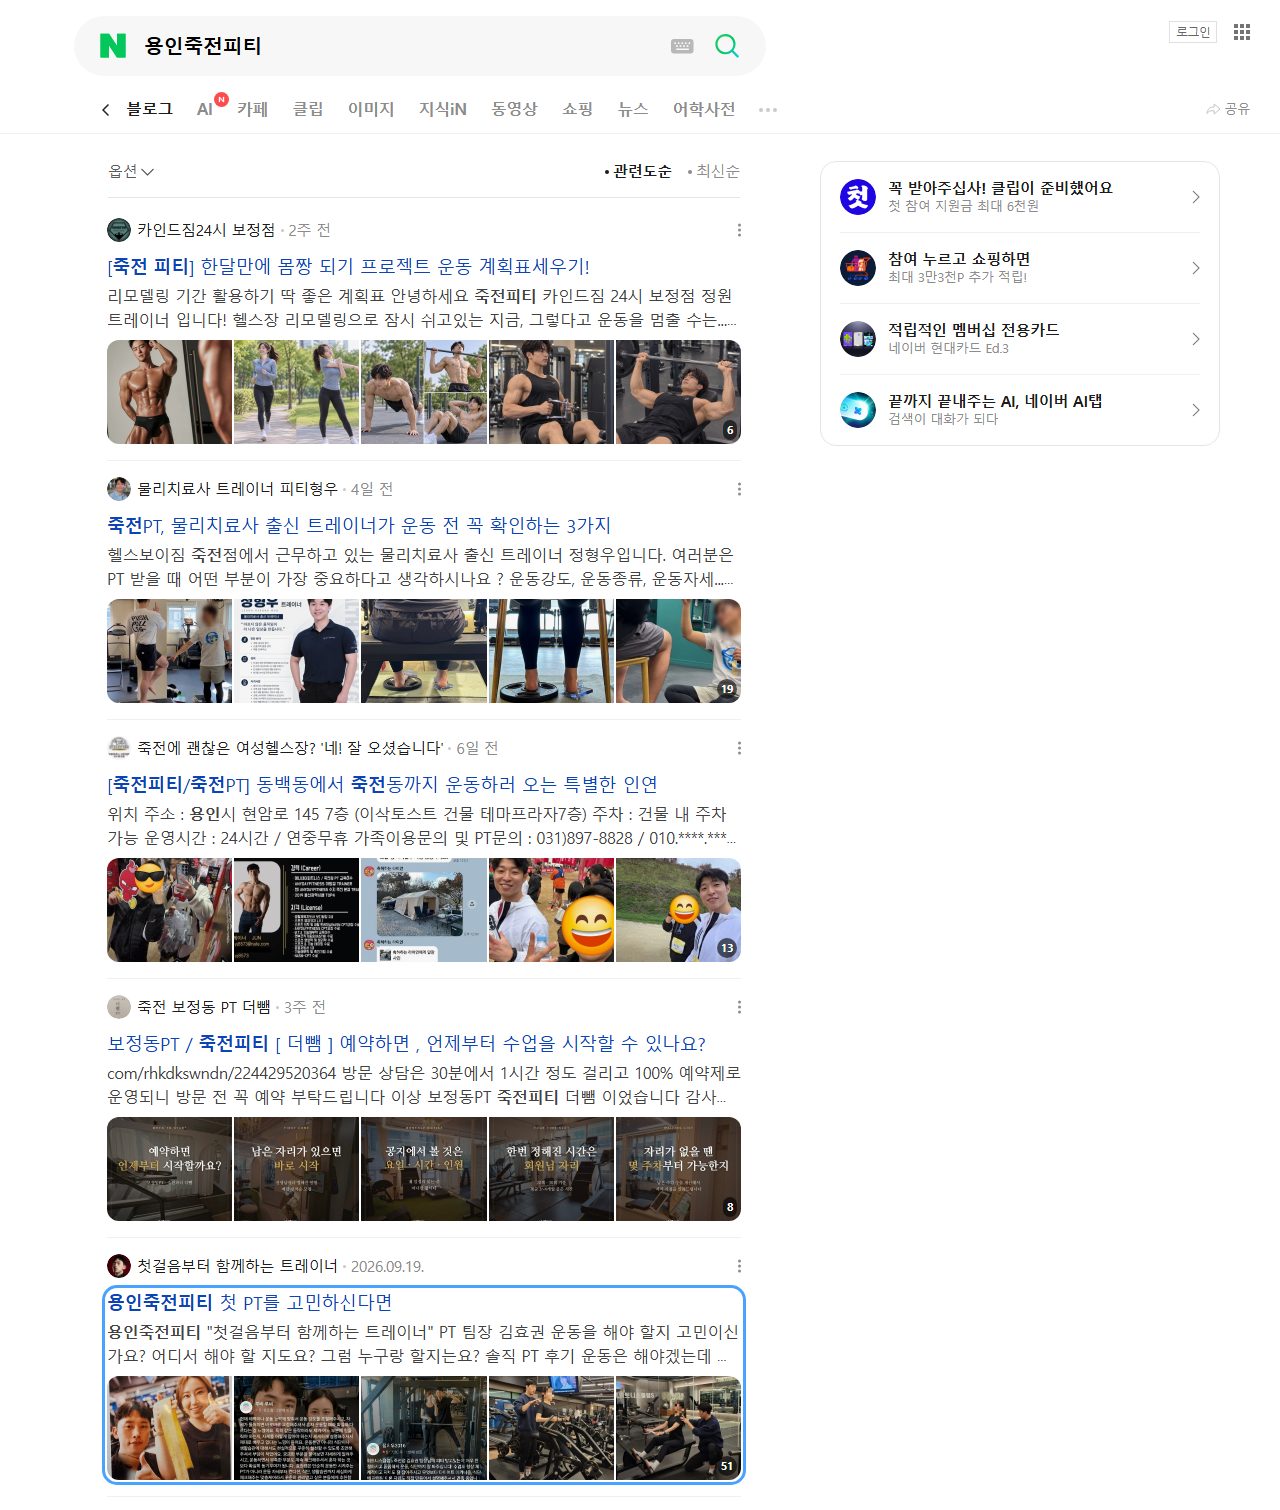 용인죽전피티
로그인
블로그 AI N 카페 클립 이미지 지식iN 동영상 쇼핑 뉴스 어학사전
공유
옵션
• 관련도순 • 최신순
카인드짐24시 보정점 · 2주 전
[죽전 피티] 한달만에 몸짱 되기 프로젝트 운동 계획표세우기!
리모델링 기간 활용하기 딱 좋은 계획표 안녕하세요 죽전피티 카인드짐 24시 보정점 정원
트레이너 입니다! 헬스장 리모델링으로 잠시 쉬고있는 지금, 그렇다고 운동을 멈출 수는......
6
물리치료사 트레이너 피티형우 · 4일 전
죽전PT, 물리치료사 출신 트레이너가 운동 전 꼭 확인하는 3가지
헬스보이짐 죽전점에서 근무하고 있는 물리치료사 출신 트레이너 정형우입니다. 여러분은
PT 받을 때 어떤 부분이 가장 중요하다고 생각하시나요 ? 운동강도, 운동종류, 운동자세......
정형우 트레이너
19
죽전에 괜찮은 여성헬스장? '네! 잘 오셨습니다' · 6일 전
[죽전피티/죽전PT] 동백동에서 죽전동까지 운동하러 오는 특별한 인연
위치 주소 : 용인시 현암로 145 7층 (이삭토스트 건물 테마프라자7층) 주차 : 건물 내 주차
가능 운영시간 : 24시간 / 연중무휴 가족이용문의 및 PT문의 : 031)897-8828 / 010.****.***...
경력 (Career)
자격 (License)
13
죽전 보정동 PT 더뺌 · 3주 전
보정동PT / 죽전피티 [ 더뺌 ] 예약하면 , 언제부터 수업을 시작할 수 있나요?
com/rhkdkswndn/224429520364 방문 상담은 30분에서 1시간 정도 걸리고 100% 예약제로
운영되니 방문 전 꼭 예약 부탁드립니다 이상 보정동PT 죽전피티 더뺌 이었습니다 감사...
예약하면
언제부터 시작할까요?
남은 자리가 있으면
바로 시작
공지에서 볼 것은
요일 · 시간 · 인원
한번 정해진 시간은
회원님 자리
자리가 없을 땐
몇 주차부터 가능한지
8
첫걸음부터 함께하는 트레이너 · 2026.09.19.
용인죽전피티 첫 PT를 고민하신다면
용인죽전피티 "첫걸음부터 함께하는 트레이너" PT 팀장 김효권 운동을 해야 할지 고민이신
가요? 어디서 해야 할 지도요? 그럼 누구랑 할지는요? 솔직 PT 후기 운동은 해야겠는데 ...
51
첫
꼭 받아주십사! 클립이 준비했어요
첫 참여 지원금 최대 6천원
참여 누르고 쇼핑하면
최대 3만3천P 추가 적립!
적립적인 멤버십 전용카드
네이버 현대카드 Ed.3
끝까지 끝내주는 AI, 네이버 AI탭
검색이 대화가 되다